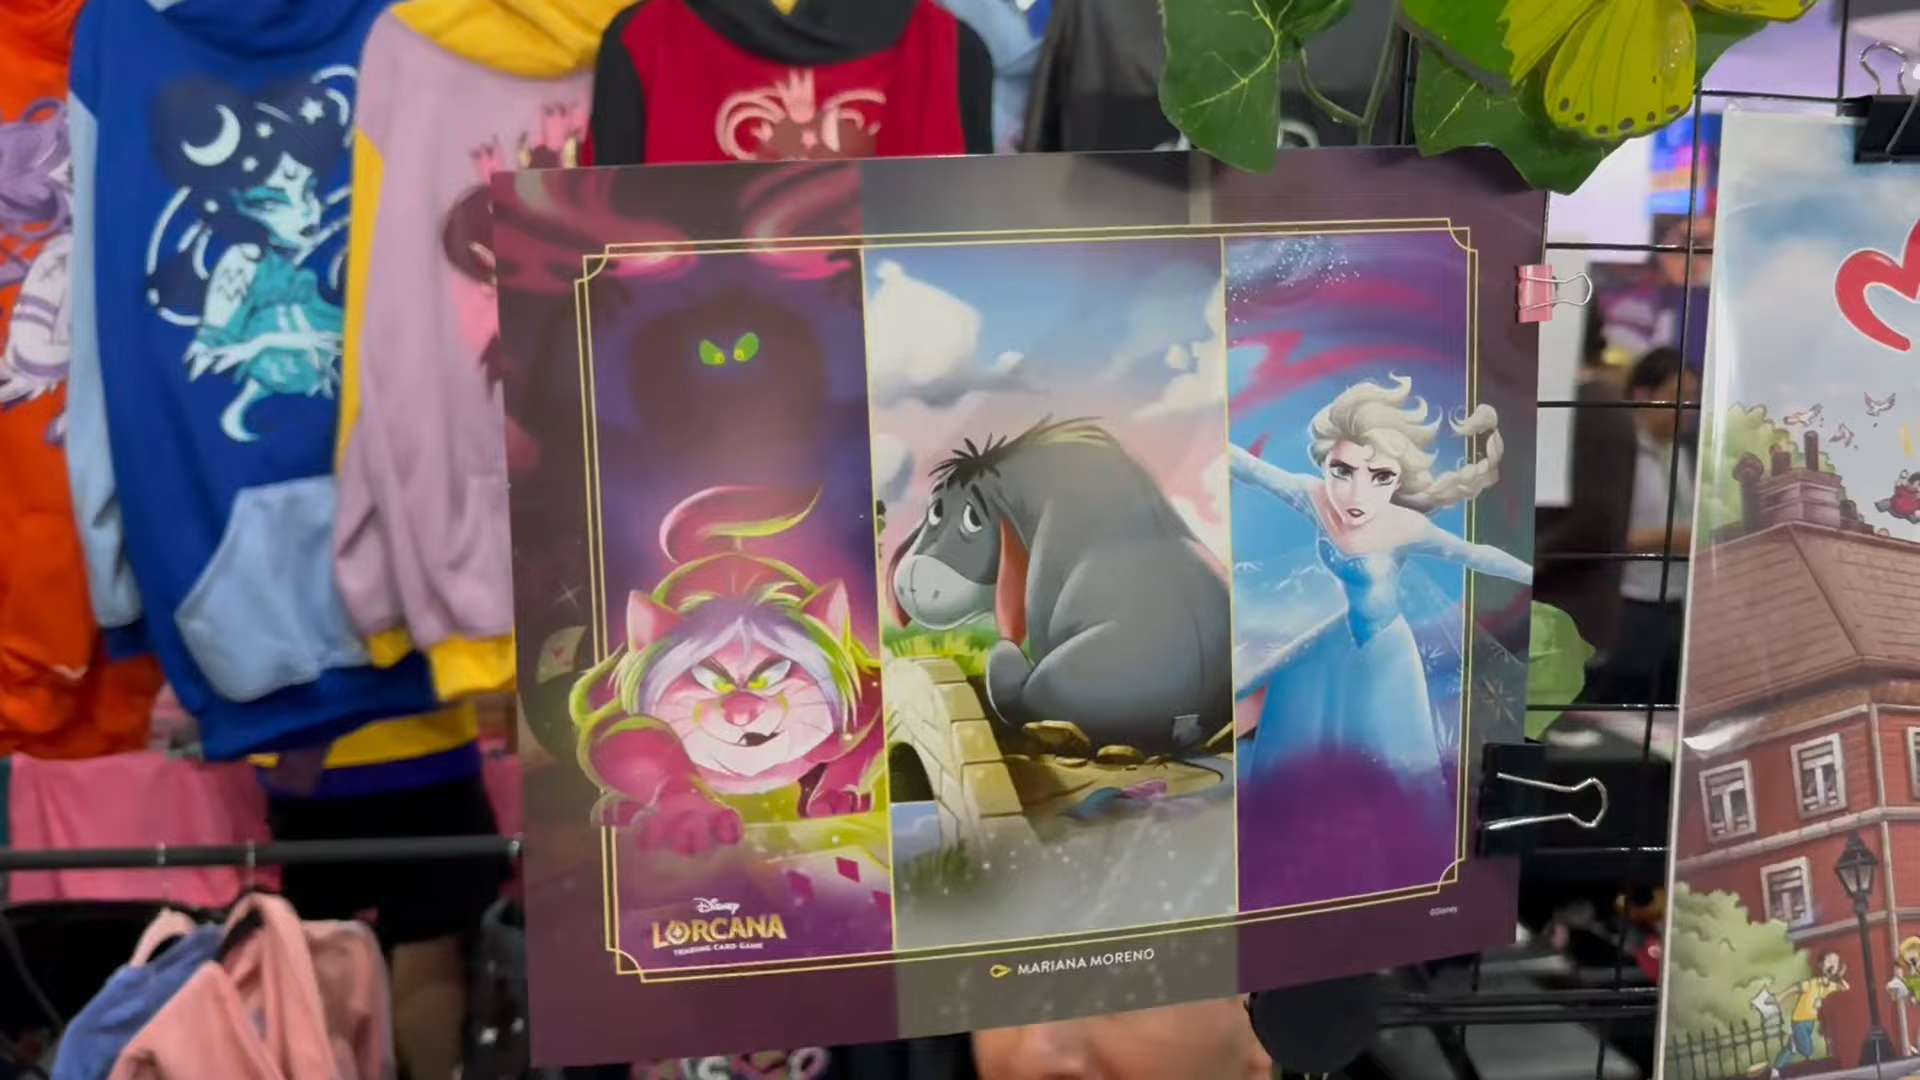 Disney
LORCANA
TRADING CARD GAME
©Disney
MARIANA MORENO